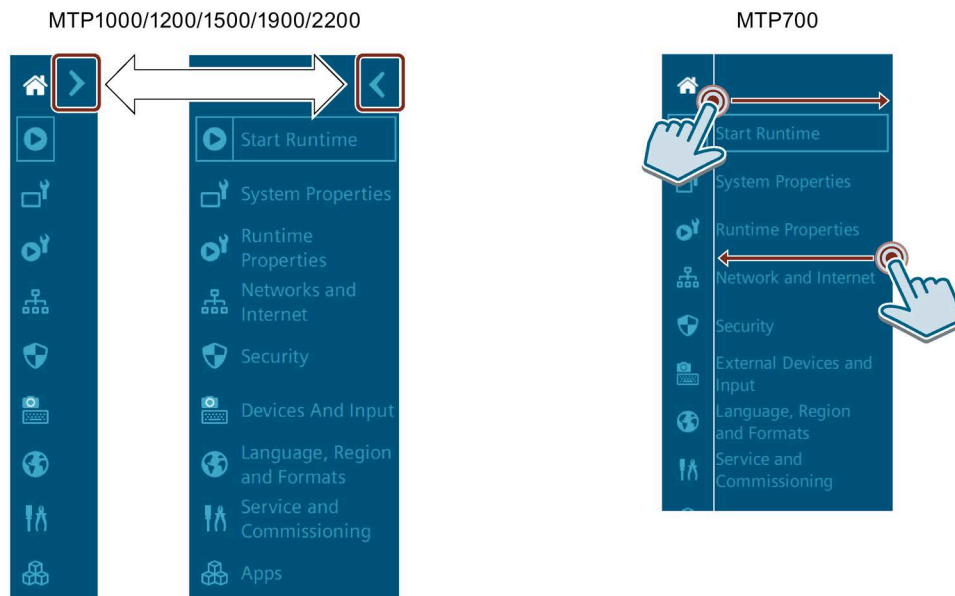 MTP1000/1200/1500/1900/2200
Start Runtime
System Properties
Runtime
Properties
Networks and
Internet
Security
Devices And Input
Language, Region
and Formats
Service and
Commissioning
Apps
MTP700
Start Runtime
System Properties
Runtime Properties
Network and Internet
Security
External Devices and
Input
Language, Region
and Formats
Service and
Commissioning